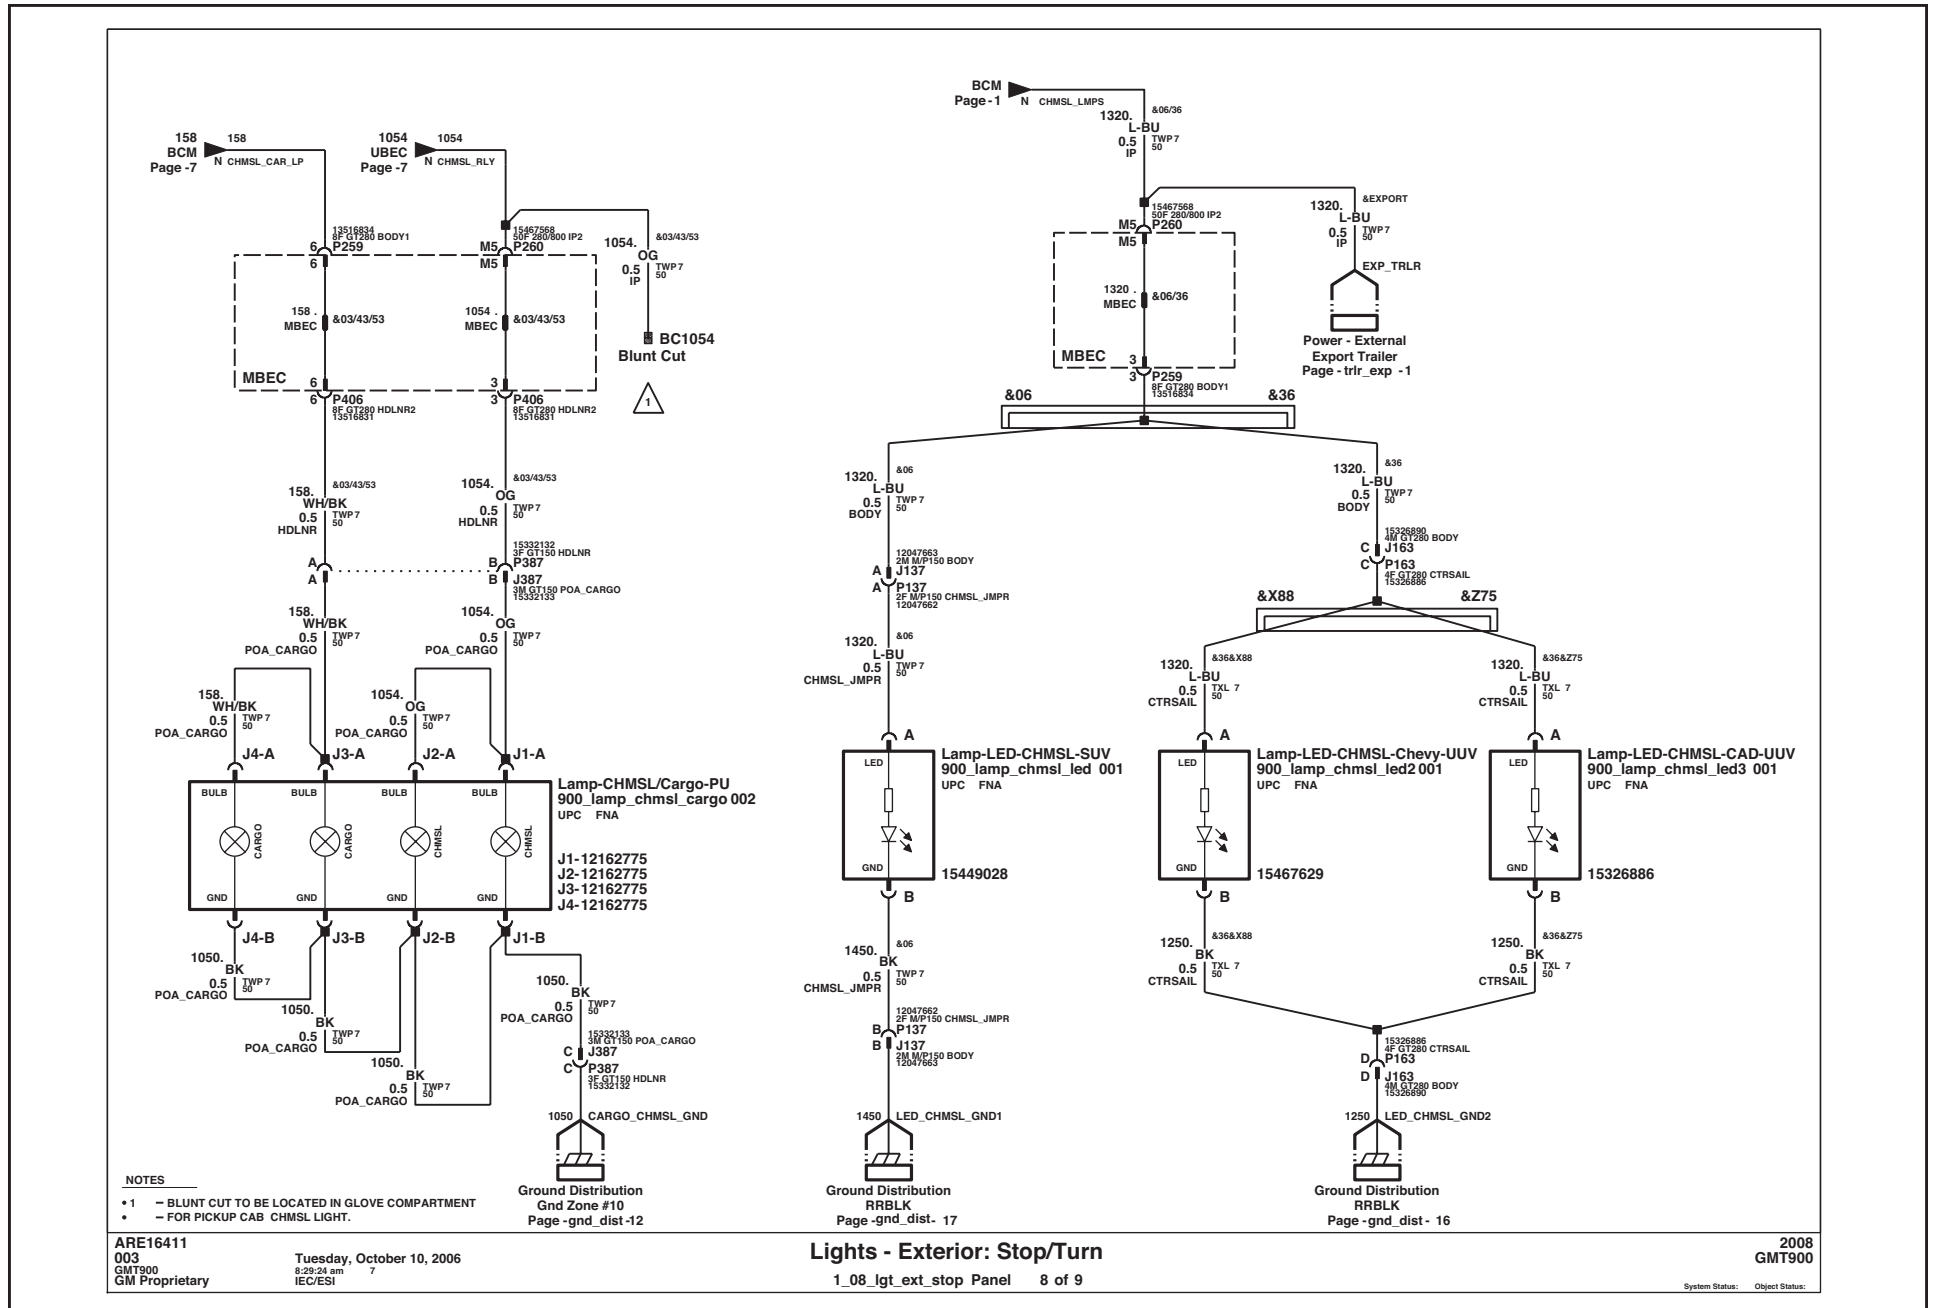 BCM
Page - 1
N CHMSL_LMPS
&06/36
1320.
L-BU
0.5
IP
TWP 7
50
158
BCM
Page -7
158
N CHMSL_CAR_LP
1054
UBEC
Page -7
1054
N CHMSL_RLY
13516834
8F GT280 BODY1
6 P259
6
15467568
50F 280/800 IP2
M5 P260
M5
1054.
OG
0.5
IP
&03/43/53
TWP 7
50
158 .
MBEC
&03/43/53
1054 .
MBEC
&03/43/53
MBEC
BC1054
Blunt Cut
1
6
6 P406
8F GT280 HDLNR2
13516831
3
3 P406
8F GT280 HDLNR2
13516831
15467568
50F 280/800 IP2
M5 P260
M5
1320 .
MBEC
&06/36
MBEC
3
3 P259
8F GT280 BODY1
13516834
&EXPORT
1320.
L-BU
0.5
IP
TWP 7
50
EXP_TRLR
Power - External
Export Trailer
Page - trlr_exp - 1
&06
&36
158.
WH/BK
0.5
HDLNR
&03/43/53
TWP 7
50
1054.
OG
0.5
HDLNR
&03/43/53
TWP 7
50
1320.
L-BU
0.5
BODY
&06
TWP 7
50
1320.
L-BU
0.5
BODY
&36
TWP 7
50
A
A
15332132
3F GT150 HDLNR
B P387
B J387
3M GT150 POA_CARGO
15332133
12047663
2M M/P150 BODY
A J137
A P137
2F M/P150 CHMSL_JMPR
12047662
15326890
4M GT280 BODY
C J163
C P163
4F GT280 CTRSAIL
15326886
&X88
&Z75
158.
WH/BK
0.5
POA_CARGO
TWP 7
50
1054.
OG
0.5
POA_CARGO
TWP 7
50
1320.
L-BU
0.5
CHMSL_JMPR
&06
TWP 7
50
1320.
L-BU
0.5
CTRSAIL
&36&X88
TXL 7
50
1320.
L-BU
0.5
CTRSAIL
&36&Z75
TXL 7
50
158.
WH/BK
0.5
POA_CARGO
TWP 7
50
1054.
OG
0.5
POA_CARGO
TWP 7
50
J4-A
J3-A
J2-A
J1-A
BULB
BULB
BULB
BULB
CARGO
CARGO
CHMSL
CHMSL
GND
GND
GND
GND
Lamp-CHMSL/Cargo-PU
900_lamp_chmsl_cargo 002
UPC FNA
J1-12162775
J2-12162775
J3-12162775
J4-12162775
A
LED
GND
B
Lamp-LED-CHMSL-SUV
900_lamp_chmsl_led 001
UPC FNA
15449028
A
LED
GND
B
Lamp-LED-CHMSL-Chevy-UUV
900_lamp_chmsl_led2 001
UPC FNA
15467629
A
LED
GND
B
Lamp-LED-CHMSL-CAD-UUV
900_lamp_chmsl_led3 001
UPC FNA
15326886
J4-B
J3-B
J2-B
J1-B
1050.
BK
0.5
POA_CARGO
TWP 7
50
1050.
BK
0.5
POA_CARGO
TWP 7
50
1050.
BK
0.5
POA_CARGO
TWP 7
50
1050.
BK
0.5
POA_CARGO
TWP 7
50
15332133
3M GT150 POA_CARGO
C J387
C P387
3F GT150 HDLNR
15332132
1450.
BK
0.5
CHMSL_JMPR
&06
TWP 7
50
12047662
2F M/P150 CHMSL_JMPR
B P137
B J137
2M M/P150 BODY
12047663
1250.
BK
0.5
CTRSAIL
&36&X88
TXL 7
50
1250.
BK
0.5
CTRSAIL
&36&Z75
TXL 7
50
15326886
4F GT280 CTRSAIL
D P163
D J163
4M GT280 BODY
15326890
1050 CARGO_CHMSL_GND
Ground Distribution
Gnd Zone #10
Page - gnd_dist -12
1450 LED_CHMSL_GND1
Ground Distribution
RRBLK
Page - gnd_dist - 17
1250 LED_CHMSL_GND2
Ground Distribution
RRBLK
Page - gnd_dist - 16
NOTES
• 1 – BLUNT CUT TO BE LOCATED IN GLOVE COMPARTMENT
• – FOR PICKUP CAB CHMSL LIGHT.
ARE16411
003
GMT900
GM Proprietary
Tuesday, October 10, 2006
8:29:24 am 7
IEC/ESI
Lights - Exterior: Stop/Turn
1_08_lgt_ext_stop Panel 8 of 9
2008
GMT900
System Status: Object Status: